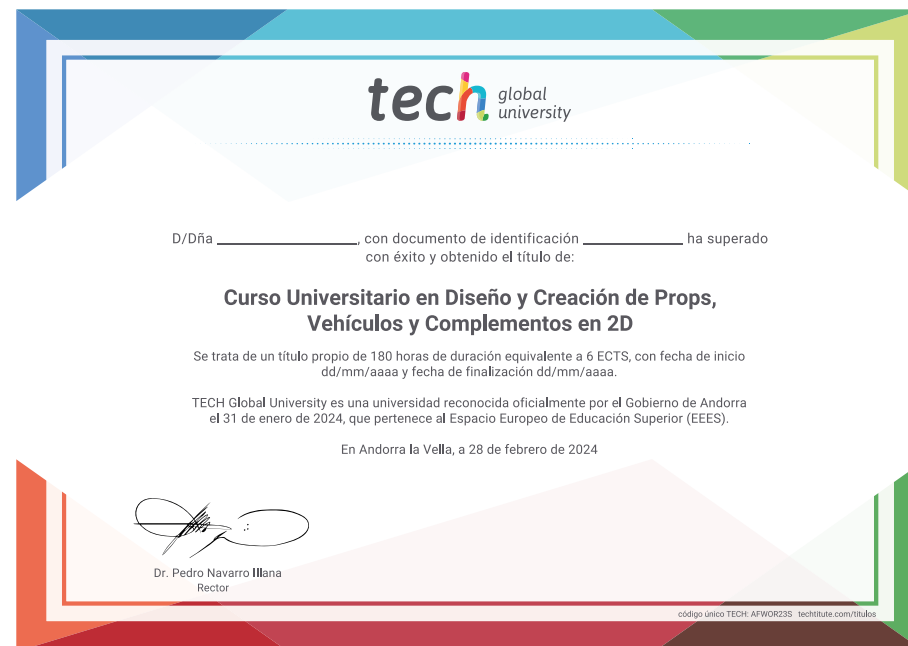 tech global university
D/Dña ____________________, con documento de identificación ______________ ha superado
con éxito y obtenido el título de:
Curso Universitario en Diseño y Creación de Props,
Vehículos y Complementos en 2D
Se trata de un título propio de 180 horas de duración equivalente a 6 ECTS, con fecha de inicio
dd/mm/aaaa y fecha de finalización dd/mm/aaaa.
TECH Global University es una universidad reconocida oficialmente por el Gobierno de Andorra
el 31 de enero de 2024, que pertenece al Espacio Europeo de Educación Superior (EEES).
En Andorra la Vella, a 28 de febrero de 2024
Dr. Pedro Navarro Illana
Rector
código único TECH: AFWOR23S techtitute.com/titulos